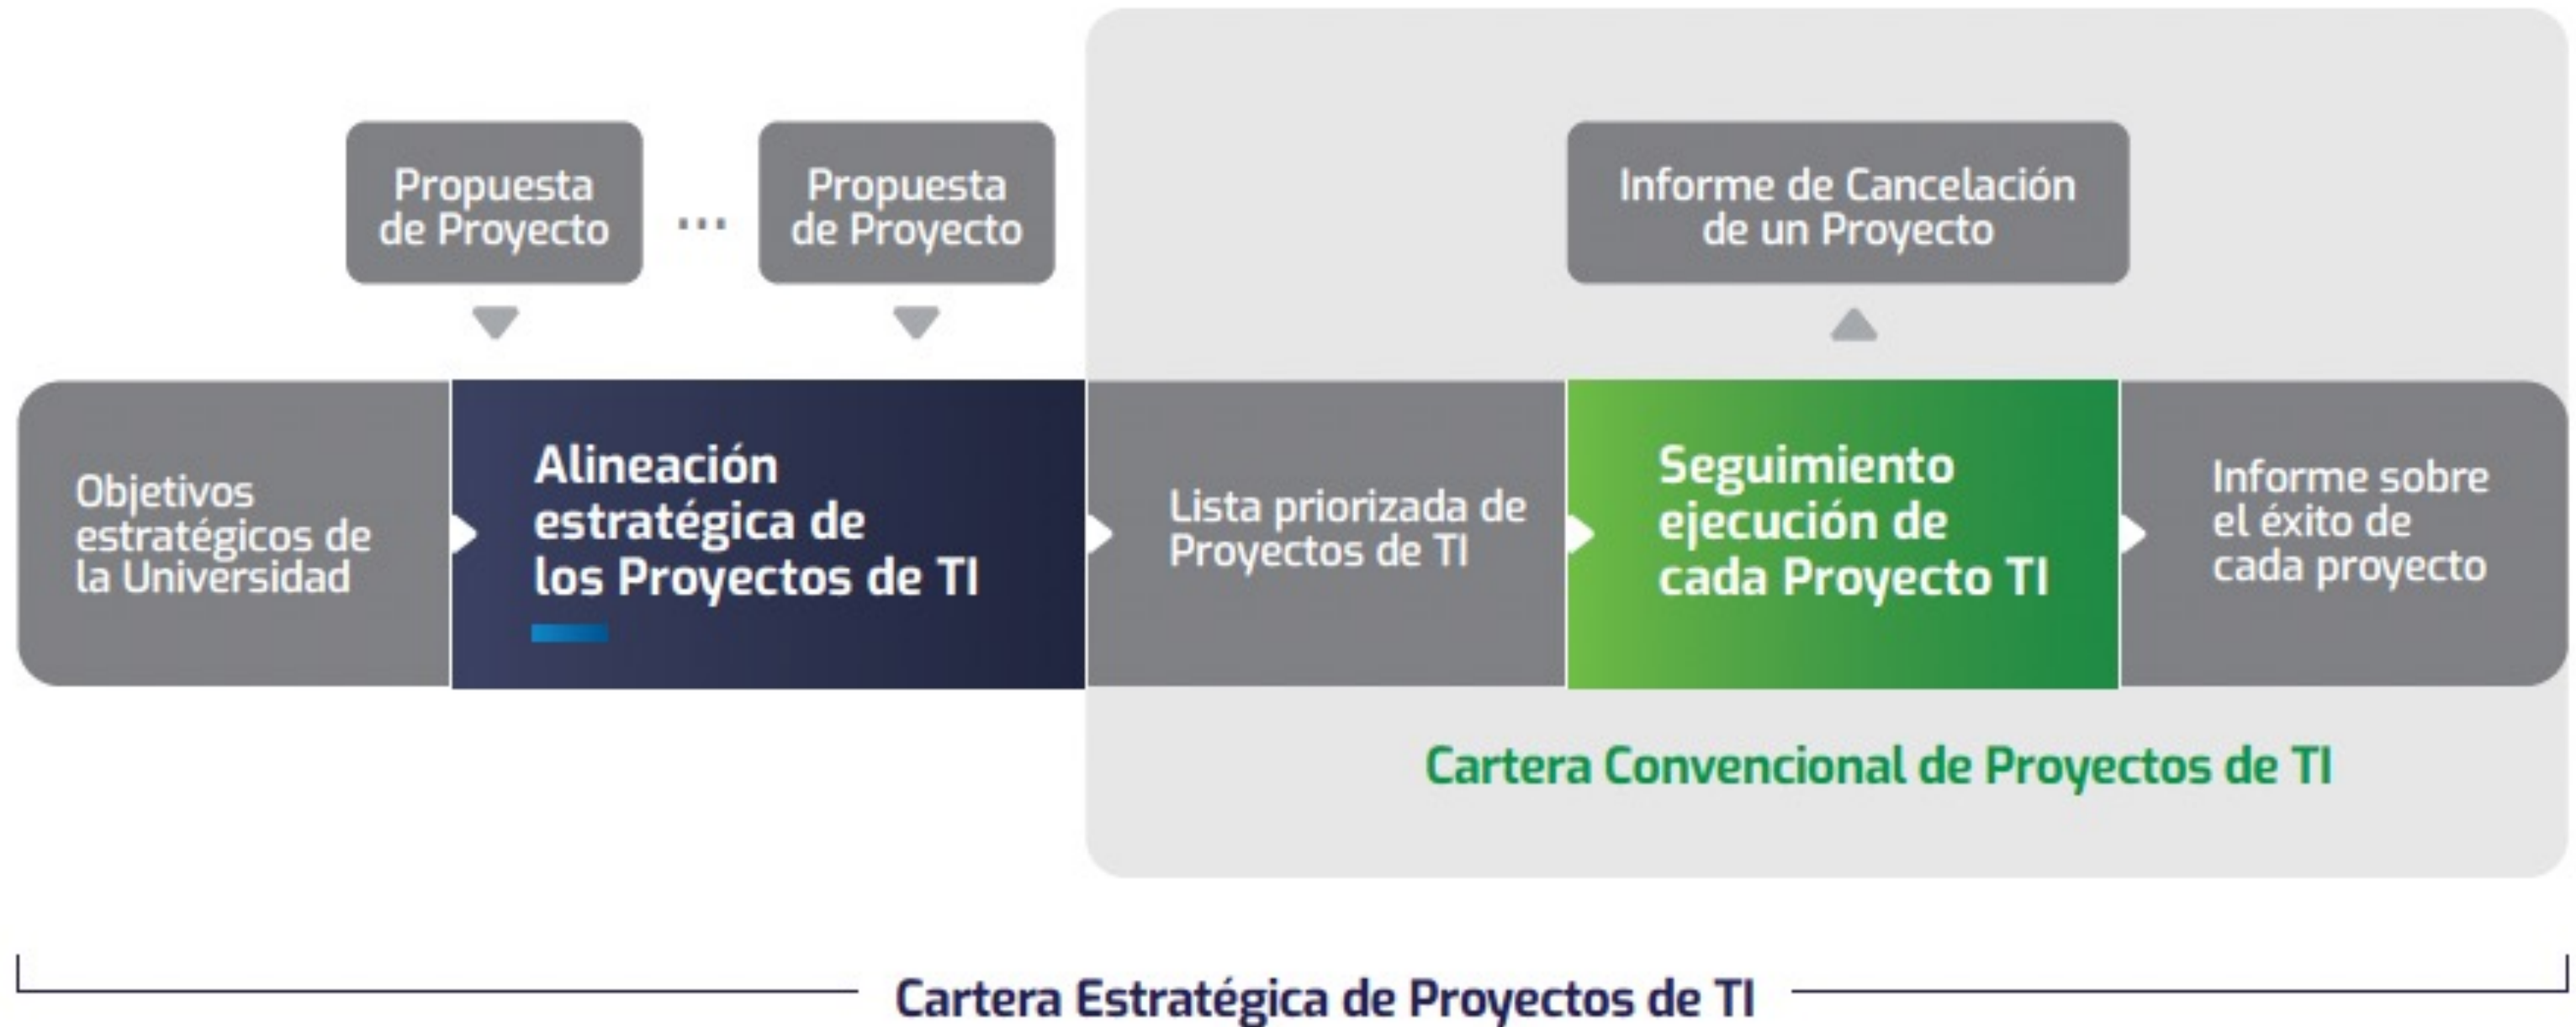 Propuesta
de Proyecto
...
Propuesta
de Proyecto
Informe de Cancelación
de un Proyecto
Objetivos
estratégicos de
la Universidad
Alineación
estratégica de
los Proyectos de TI
Lista priorizada de
Proyectos de TI
Seguimiento
ejecución de
cada Proyecto TI
Informe sobre
el éxito de
cada proyecto
Cartera Convencional de Proyectos de TI
Cartera Estratégica de Proyectos de TI